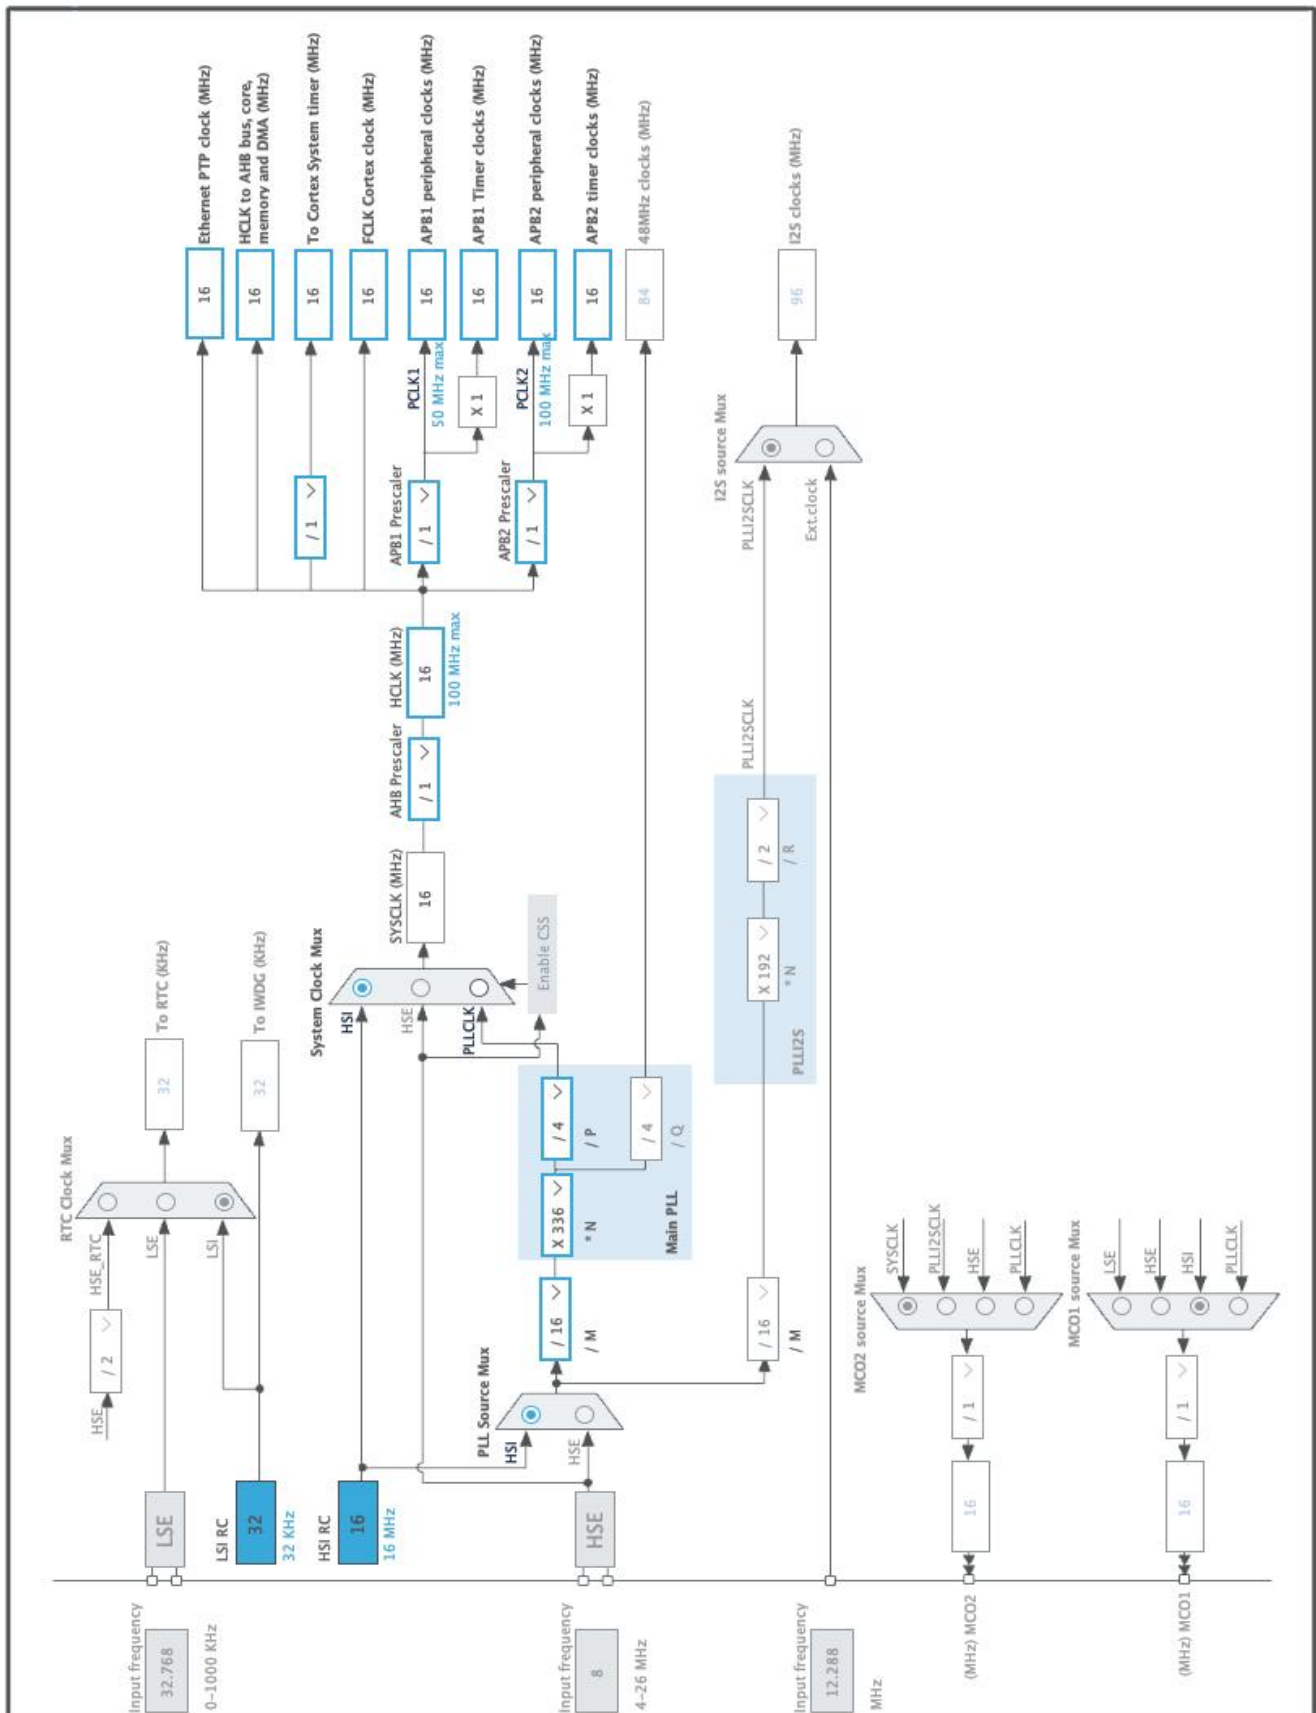 Input frequency
32.768
0-1000 KHz
LSE
HSE
/ 2
HSE_RTC
LSE
LSI
RTC Clock Mux
32
To RTC (KHz)
LSI RC
32
32 KHz
32
To IWDG (KHz)
HSI RC
16
16 MHz
System Clock Mux
HSI
HSE
PLLCLK
Enable CSS
SYSCLK (MHz)
16
AHB Prescaler
/ 1
HCLK (MHz)
16
100 MHz max
16
Ethernet PTP clock (MHz)
16
HCLK to AHB bus, core,
memory and DMA (MHz)
/ 1
16
To Cortex System timer (MHz)
16
FCLK Cortex clock (MHz)
APB1 Prescaler
/ 1
PCLK1
50 MHz max
16
APB1 peripheral clocks (MHz)
X 1
16
APB1 Timer clocks (MHz)
APB2 Prescaler
/ 1
PCLK2
100 MHz max
16
APB2 peripheral clocks (MHz)
X 1
16
APB2 timer clocks (MHz)
84
48MHz clocks (MHz)
Input frequency
8
4-26 MHz
HSE
PLL Source Mux
HSI
HSE
/ 16
/ M
X 336
* N
/ 4
/ P
/ 4
/ Q
Main PLL
/ 16
/ M
X 192
* N
/ 2
/ R
PLLI2S
PLLI2SCLK
PLLI2SCLK
I2S source Mux
Ext.clock
96
I2S clocks (MHz)
Input frequency
12.288
MHz
MCO2 source Mux
SYSCLK
PLLI2SCLK
HSE
PLLCLK
/ 1
16
(MHz) MCO2
MCO1 source Mux
LSE
HSE
HSI
PLLCLK
/ 1
16
(MHz) MCO1